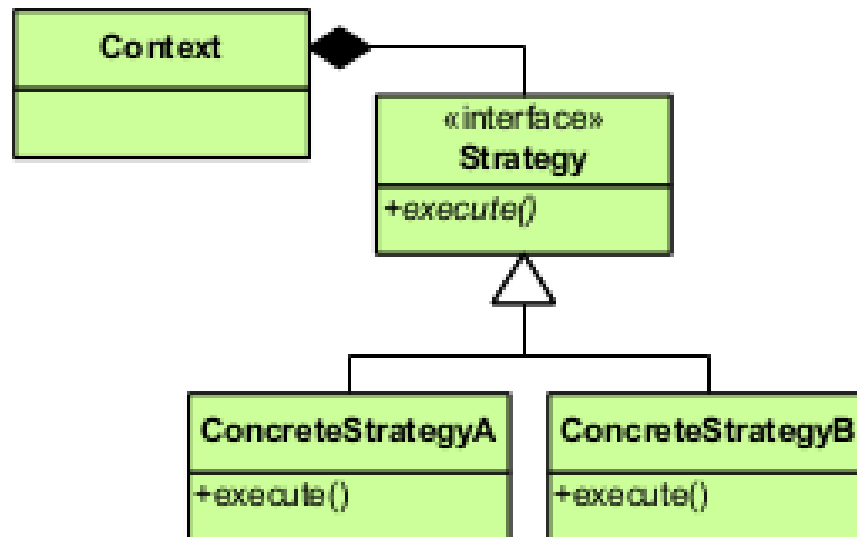 Context
«interface»
Strategy
+execute()
ConcreteStrategyA
+execute()
ConcreteStrategyB
+execute()